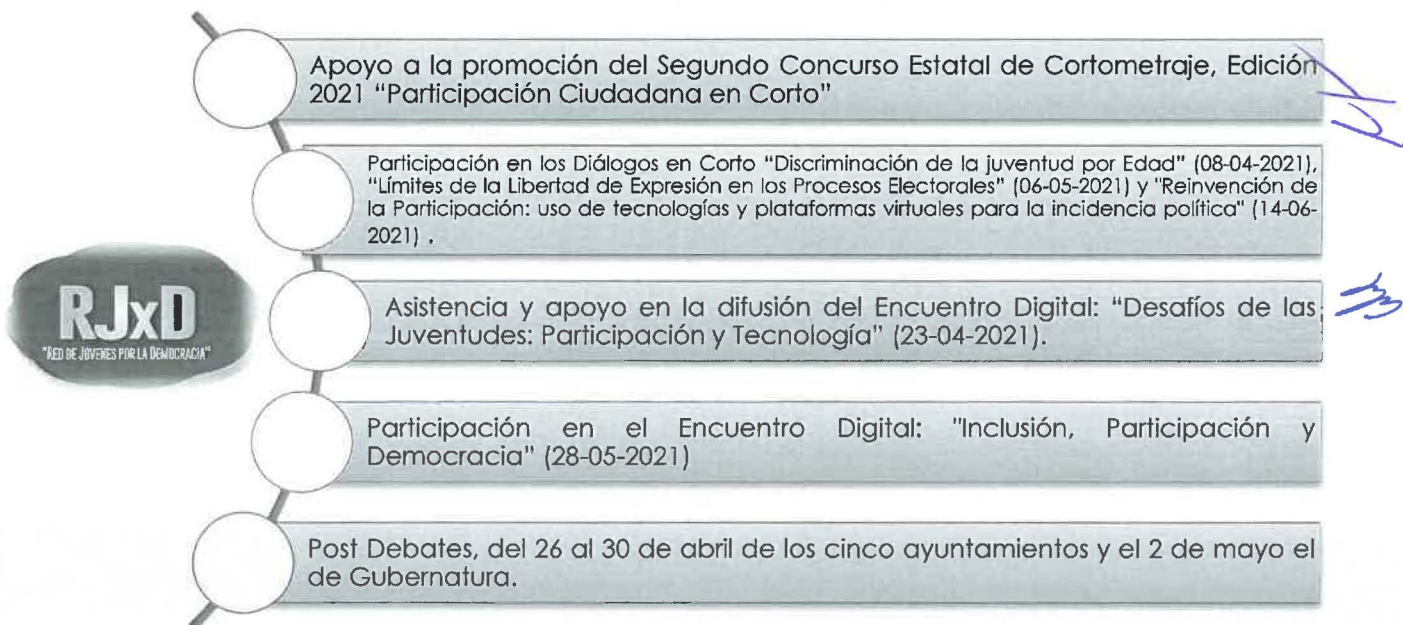 Apoyo a la promoción del Segundo Concurso Estatal de Cortometraje, Edición
2021 “Participación Ciudadana en Corto”
Participación en los Diálogos en Corto “Discriminación de la juventud por Edad” (08-04-2021),
“Límites de la Libertad de Expresión en los Procesos Electorales” (06-05-2021) y "Reinvención de
la Participación: uso de tecnologías y plataformas virtuales para la incidencia política" (14-06-
2021) .
RJxD
"RED DE JÓVENES POR LA DEMOCRACIA"
Asistencia y apoyo en la difusión del Encuentro Digital: “Desafíos de las
Juventudes: Participación y Tecnología” (23-04-2021).
Participación en el Encuentro Digital: "Inclusión, Participación y
Democracia” (28-05-2021)
Post Debates, del 26 al 30 de abril de los cinco ayuntamientos y el 2 de mayo el
de Gubernatura.